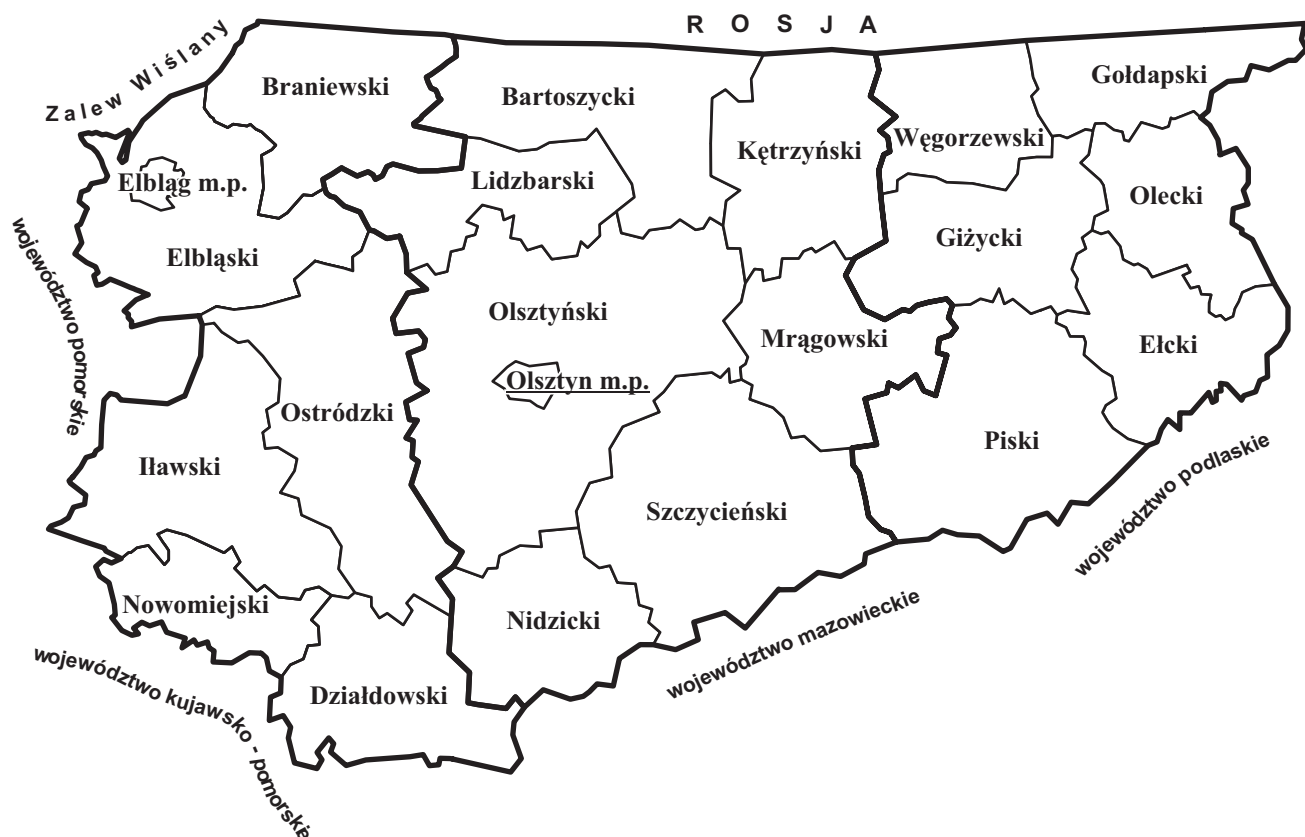 R O S J A
Zalew Wiślany
Braniewski
Bartoszycki
Gołdapski
Kętrzyński
Węgorzewski
Elbląg m.p.
Lidzbarski
Olecki
Elbląski
Giżycki
województwo pomorskie
Olsztyński
Mrągowski
Ełcki
Olsztyn m.p.
Ostródzki
Iławski
Piski
Szczycieński
województwo podlaskie
Nowomiejski
Nidzicki
województwo mazowieckie
Działdowski
województwo kujawsko - pomorskie